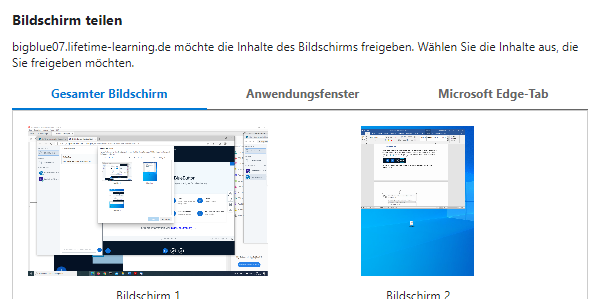 Bildschirm teilen
bigblue07.lifetime-learning.de möchte die Inhalte des Bildschirms freigeben. Wählen Sie die Inhalte aus, die
Sie freigeben möchten.
Gesamter Bildschirm Anwendungsfenster Microsoft Edge-Tab
Bildschirm 1 Bildschirm 2